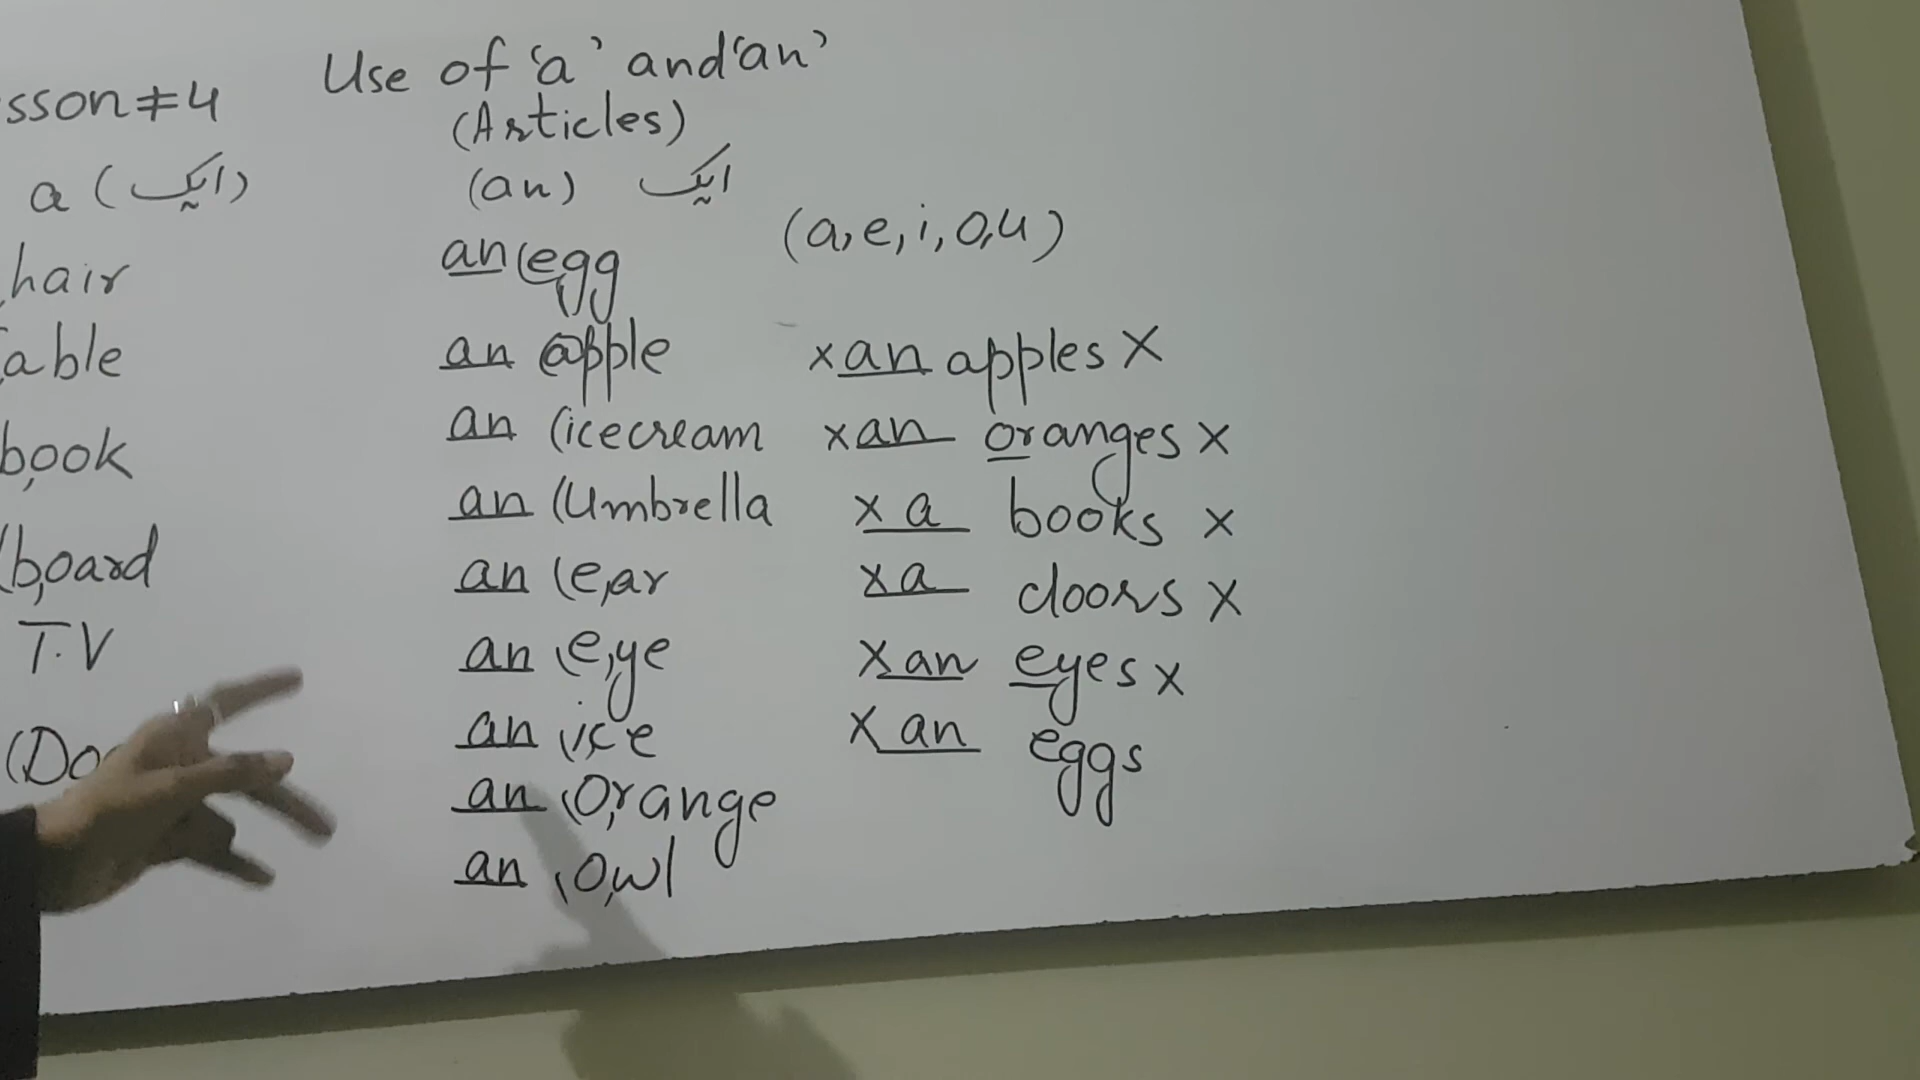 sson #4
Use of 'a' and 'an'
(Articles)
a (ایک)
(an) ایک
(a, e, i, o, u)
hair
able
book
board
T.V
(Doo
an egg
an apple
an icecream
an Umbrella
an ear
an eye
an ice
an Orange
an Owl
x an apples x
x an oranges x
x a books x
x a doors x
x an eyes x
x an eggs